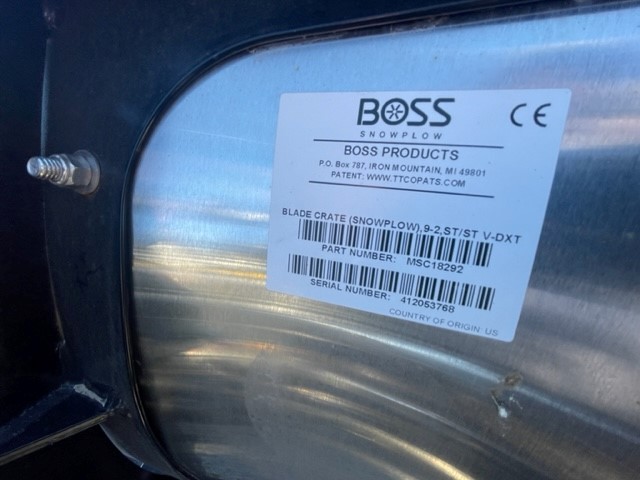 BOSS
SNOWPLOW
CE
BOSS PRODUCTS
P.O. Box 787, IRON MOUNTAIN, MI 49801
PATENT: WWW.TTCOPATS.COM
BLADE CRATE (SNOWPLOW),9-2,ST/ST V-DXT
PART NUMBER: MSC18292
SERIAL NUMBER: 412053768
COUNTRY OF ORIGIN: US